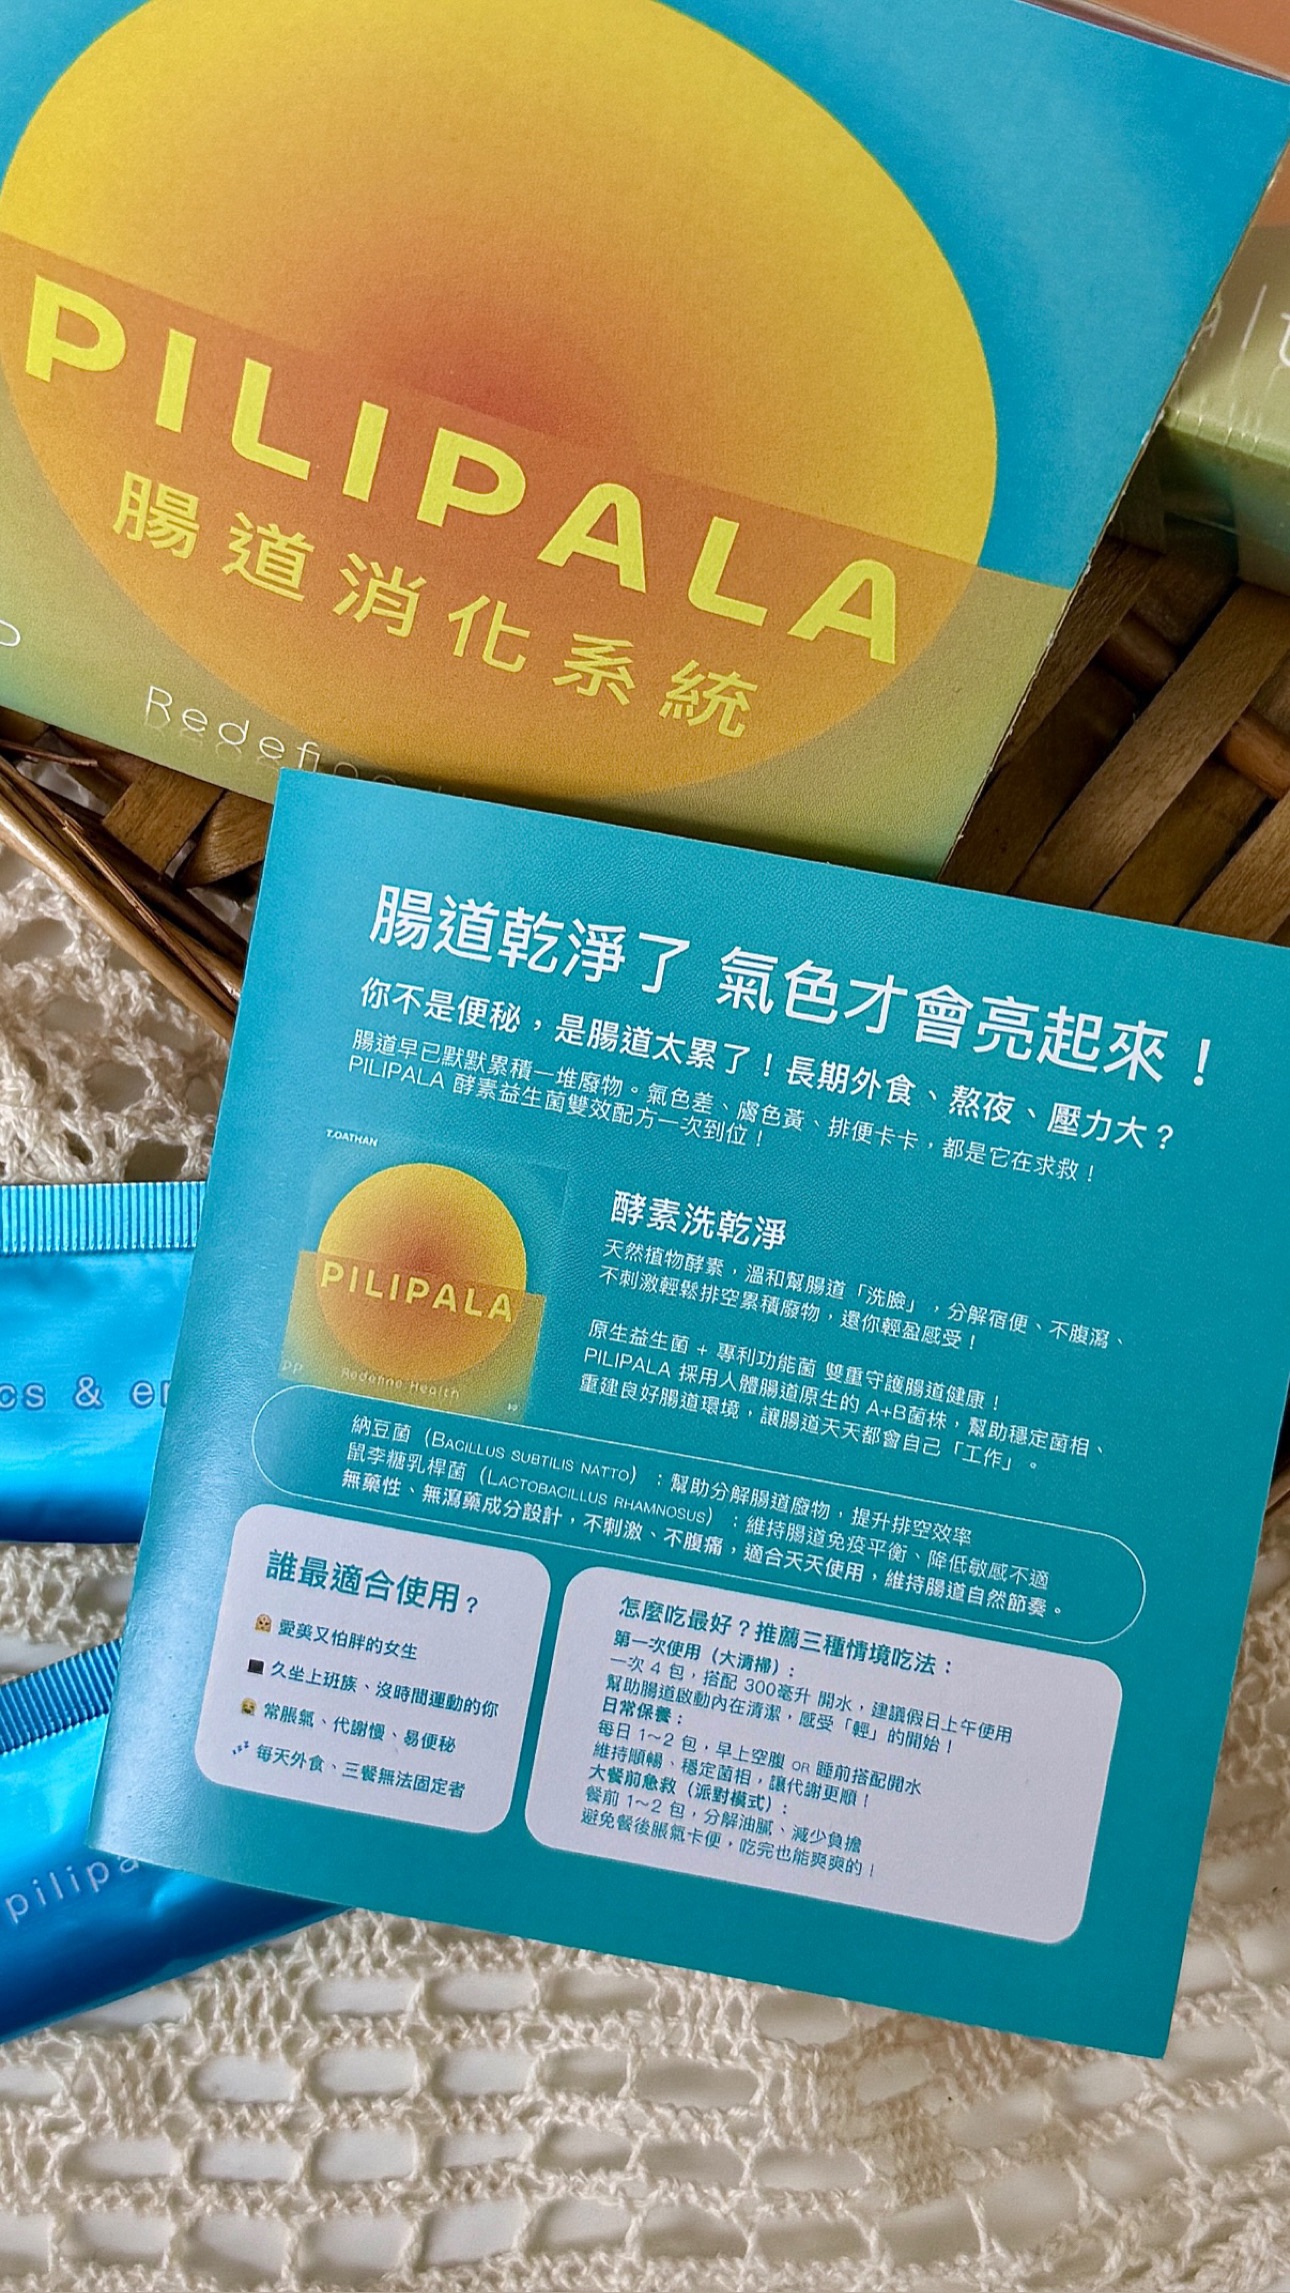 PILIPALA
腸道消化系統
Redefine
腸道乾淨了 氣色才會亮起來！
你不是便秘，是腸道太累了！長期外食、熬夜、壓力大？
腸道早已默默累積一堆廢物。氣色差、膚色黃、排便卡卡，都是它在求救！
PILIPALA 酵素益生菌雙效配方一次到位！
T.OATHAN
PILIPALA
PP
Redefine Health
酵素洗乾淨
天然植物酵素，溫和幫腸道「洗臉」，分解宿便、不腹瀉、
不刺激輕鬆排空累積廢物，還你輕盈感受！
原生益生菌 + 專利功能菌 雙重守護腸道健康！
PILIPALA 採用人體腸道原生的 A+B菌株，幫助穩定菌相、
重建良好腸道環境，讓腸道天天都會自己「工作」。
納豆菌（BACILLUS SUBTILIS NATTO）：幫助分解腸道廢物，提升排空效率
鼠李糖乳桿菌（LACTOBACILLUS RHAMNOSUS）：維持腸道免疫平衡、降低敏感不適
無藥性、無瀉藥成分設計，不刺激、不腹痛，適合天天使用，維持腸道自然節奏。
誰最適合使用？
愛美又怕胖的女生
久坐上班族、沒時間運動的你
常脹氣、代謝慢、易便秘
每天外食、三餐無法固定者
怎麼吃最好？推薦三種情境吃法：
第一次使用（大清掃）：
一次 4 包，搭配 300毫升 開水，建議假日上午使用
幫助腸道啟動內在清潔，感受「輕」的開始！
日常保養：
每日 1～2 包，早上空腹 OR 睡前搭配開水
維持順暢、穩定菌相，讓代謝更順！
大餐前急救（派對模式）：
餐前 1～2 包，分解油膩、減少負擔
避免餐後脹氣卡便，吃完也能爽爽的！
cs & en
pilipa